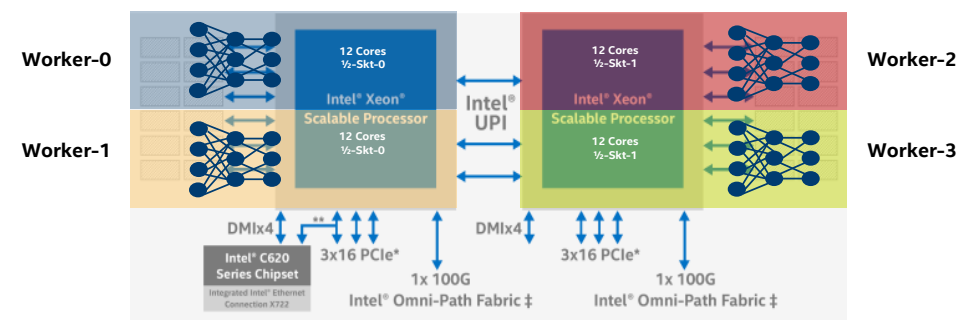 Worker-0
12 Cores
½-Skt-0
Intel® Xeon®
Scalable Processor
12 Cores
½-Skt-0
Worker-1
Intel®
UPI
12 Cores
½-Skt-1
Intel® Xeon®
Scalable Processor
12 Cores
½-Skt-1
Worker-2
Worker-3
DMIx4
**
3x16 PCIe*
Intel® C620
Series Chipset
Integrated Intel® Ethernet
Connection X722
1x 100G
Intel® Omni-Path Fabric ‡
DMIx4
3x16 PCIe*
1x 100G
Intel® Omni-Path Fabric ‡